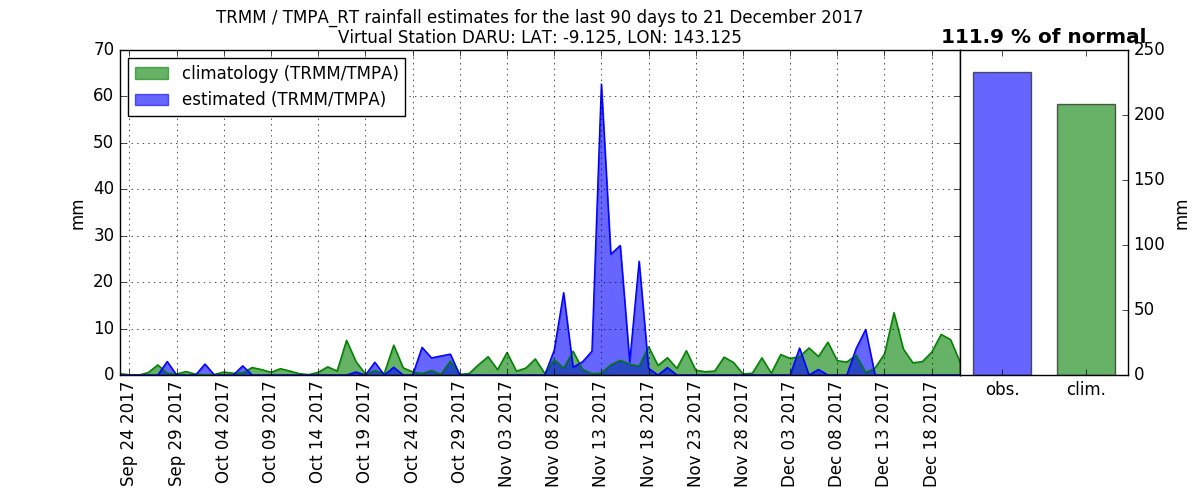 TRMM / TMPA_RT rainfall estimates for the last 90 days to 21 December 2017
Virtual Station DARU: LAT: -9.125, LON: 143.125
111.9 % of normal
climatology (TRMM/TMPA)
estimated (TRMM/TMPA)
70
60
50
40
30
20
10
0
mm
250
200
150
100
50
0
mm
Sep 24 2017
Sep 29 2017
Oct 04 2017
Oct 09 2017
Oct 14 2017
Oct 19 2017
Oct 24 2017
Oct 29 2017
Nov 03 2017
Nov 08 2017
Nov 13 2017
Nov 18 2017
Nov 23 2017
Nov 28 2017
Dec 03 2017
Dec 08 2017
Dec 13 2017
Dec 18 2017
obs.
clim.